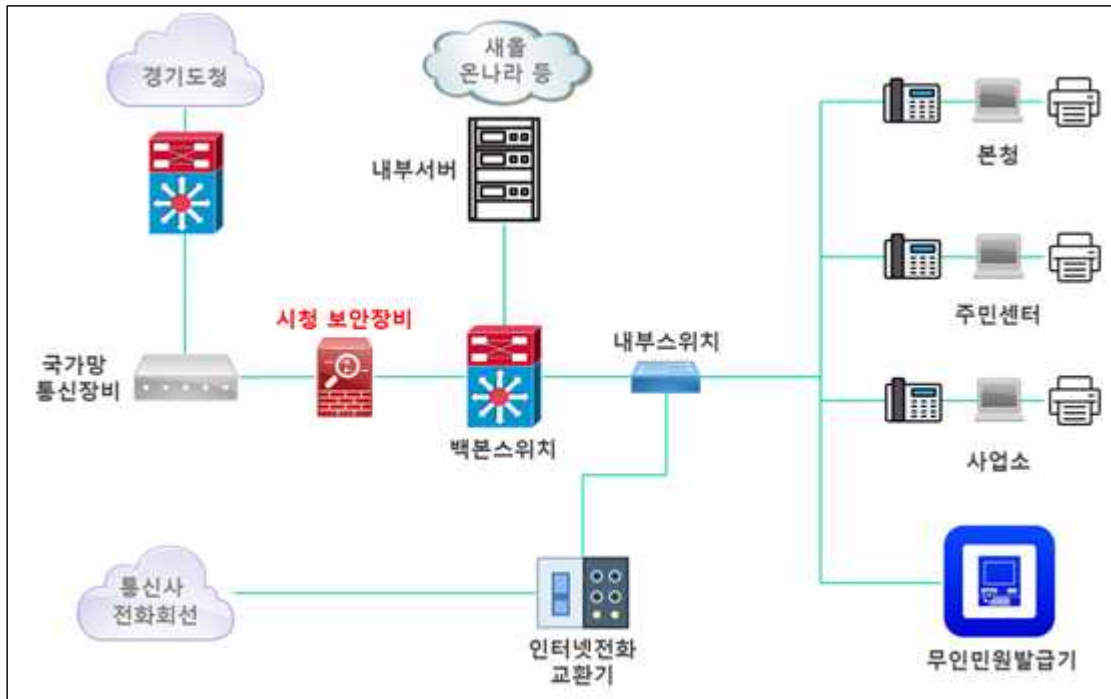 경기도청
새올
온나라 등
내부서버
본청
시청 보안장비
국가망
통신장비
내부스위치
주민센터
백본스위치
사업소
통신사
전화회선
인터넷전화
교환기
무인민원발급기